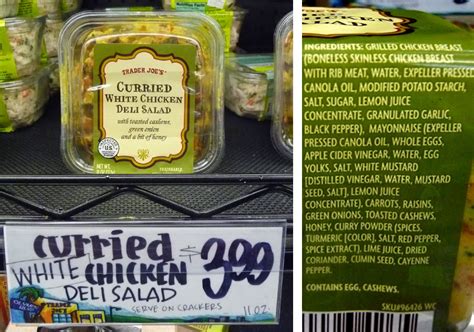 TRADER JOE'S
CURRIED
WHITE CHICKEN
DELI SALAD
with toasted cashews,
green onion
and a bit of honey
curried
WHITE CHICKEN
DELI SALAD
$3.99
SERVE ON CRACKERS
11 OZ.
WHITE CHICKEN
INGREDIENTS: GRILLED CHICKEN BREAST
(BONELESS SKINLESS CHICKEN BREAST
WITH RIB MEAT, WATER, EXPELLER PRESSED
CANOLA OIL, MODIFIED POTATO STARCH,
SALT, SUGAR, LEMON JUICE
CONCENTRATE, GRANULATED GARLIC,
BLACK PEPPER), MAYONNAISE (EXPELLER
PRESSED CANOLA OIL, WHOLE EGGS,
APPLE CIDER VINEGAR, WATER, EGG
YOLKS, SALT, WHITE MUSTARD
[DISTILLED VINEGAR, WATER, MUSTARD
SEED, SALT], LEMON JUICE
CONCENTRATE), CARROTS, RAISINS,
GREEN ONIONS, TOASTED CASHEWS,
HONEY, CURRY POWDER (SPICES,
TURMERIC [COLOR], SALT, RED PEPPER,
SPICE EXTRACT), LIME JUICE, DRIED
CORIANDER, CUMIN SEED, CAYENNE
PEPPER.
CONTAINS EGG, CASHEWS.
SKU#96426 WC